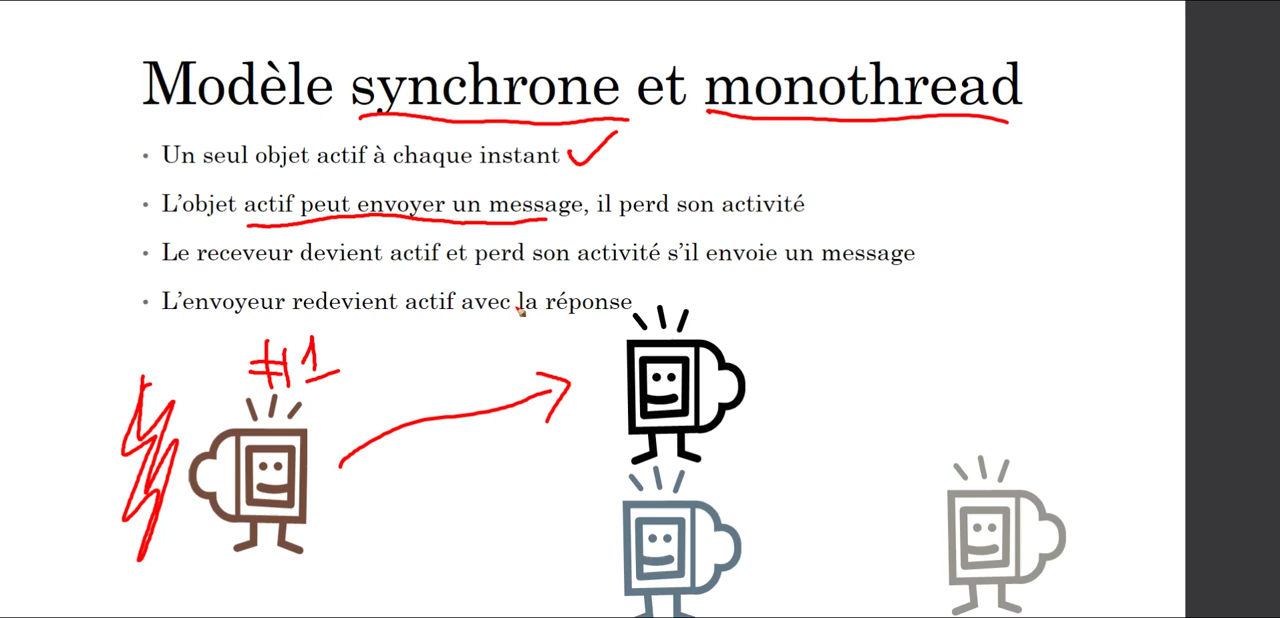 Modèle synchrone et monothread
• Un seul objet actif à chaque instant
• L'objet actif peut envoyer un message, il perd son activité
• Le receveur devient actif et perd son activité s'il envoie un message
• L'envoyeur redevient actif avec la réponse
#1